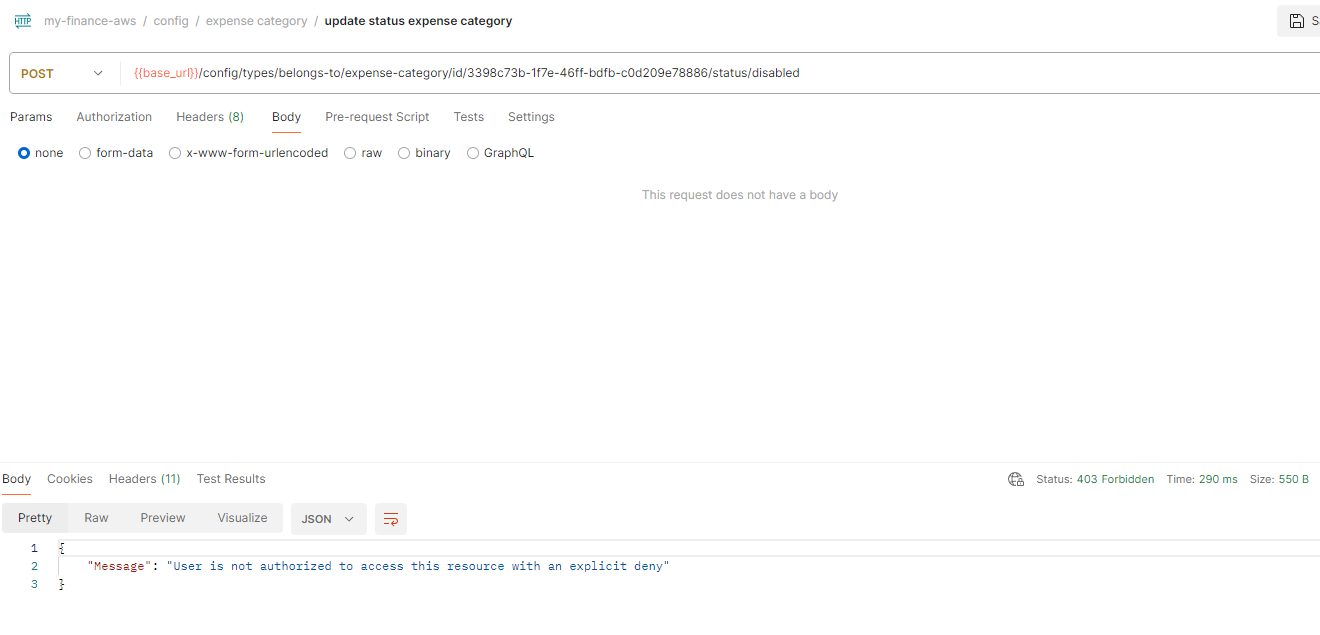 HTTP my-finance-aws / config / expense category / update status expense category
S
POST {{base_url}}/config/types/belongs-to/expense-category/id/3398c73b-1f7e-46ff-bdfb-c0d209e78886/status/disabled
Params Authorization Headers (8) Body Pre-request Script Tests Settings
none form-data x-www-form-urlencoded raw binary GraphQL
This request does not have a body
Body Cookies Headers (11) Test Results Status: 403 Forbidden Time: 290 ms Size: 550 B
Pretty Raw Preview Visualize JSON
1 {
2 "Message": "User is not authorized to access this resource with an explicit deny"
3 }